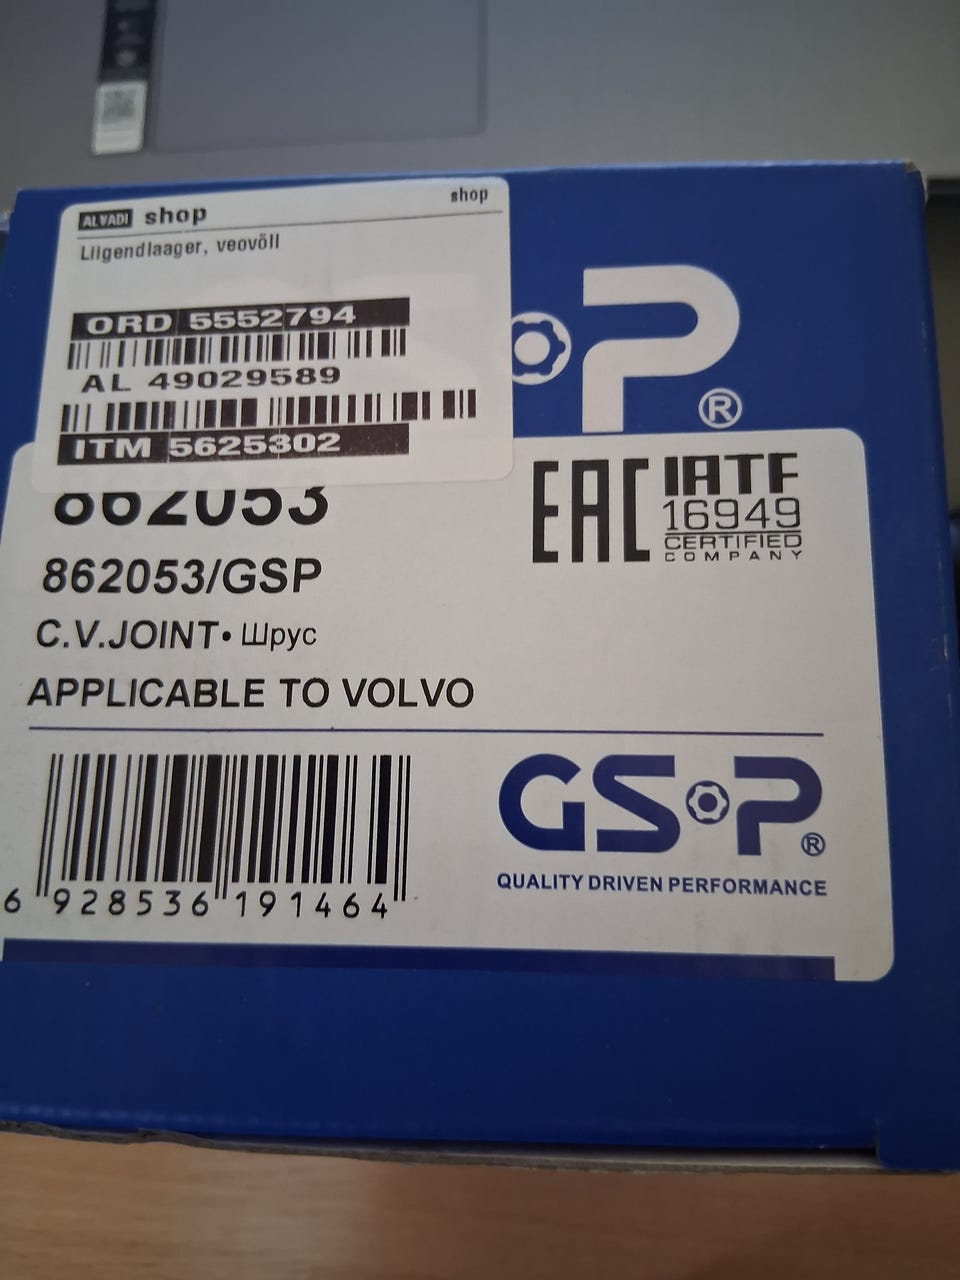 ALVADI shop
shop
Liigendlaager, veovõll
ORD 5552794
AL 49029589
ITM 5625302
P®
862053
862053/GSP
C.V.JOINT• Шрус
APPLICABLE TO VOLVO
EAC
IATF
16949
CERTIFIED
COMPANY
6 928536 191464
GSP®
QUALITY DRIVEN PERFORMANCE